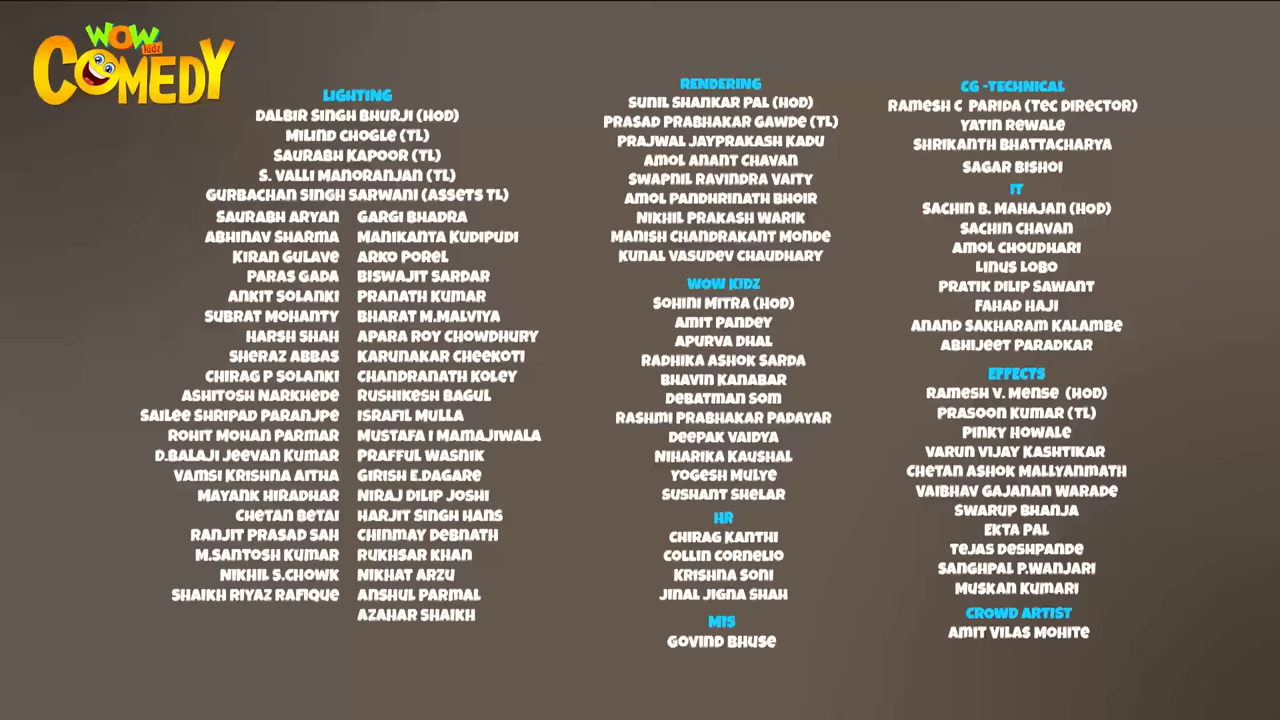 WOW
kidz
COMEDY
LIGHTING
DALBIR SINGH BHURJI (HOD)
MILIND CHOGLE (TL)
SAURABH KAPOOR (TL)
S. VALLI MANORANJAN (TL)
GURBACHAN SINGH SARWANI (ASSETS TL)
SAURABH ARYAN GARGI BHADRA
ABHINAV SHARMA MANIKANTA KUDIPUDI
KIRAN GULAVE ARKO POREL
PARAS GADA BISWAJIT SARDAR
ANKIT SOLANKI PRANATH KUMAR
SUBRAT MOHANTY BHARAT M.MALVIYA
HARSH SHAH APARA ROY CHOWDHURY
SHERAZ ABBAS KARUNAKAR CHEEKOTI
CHIRAG P SOLANKI CHANDRANATH KOLEY
ASHITOSH NARKHEDE RUSHIKESH BAGUL
SAILEE SHRIPAD PARANJPE ISRAFIL MULLA
ROHIT MOHAN PARMAR MUSTAFA I MAMAJIWALA
D.BALAJI JEEVAN KUMAR PRAFFUL WASNIK
VAMSI KRISHNA AITHA GIRISH E.DAGARE
MAYANK HIRADHAR NIRAJ DILIP JOSHI
CHETAN BETAI HARJIT SINGH HANS
RANJIT PRASAD SAH CHINMAY DEBNATH
M.SANTOSH KUMAR RUKHSAR KHAN
NIKHIL S.CHOWK NIKHAT ARZU
SHAIKH RIYAZ RAFIQUE ANSHUL PARMAL
AZAHAR SHAIKH
RENDERING
SUNIL SHANKAR PAL (HOD)
PRASAD PRABHAKAR GAWDE (TL)
PRAJWAL JAYPRAKASH KADU
AMOL ANANT CHAVAN
SWAPNIL RAVINDRA VAITY
AMOL PANDHRINATH BHOIR
NIKHIL PRAKASH WARIK
MANISH CHANDRAKANT MONDE
KUNAL VASUDEV CHAUDHARY
WOW KIDZ
SOHINI MITRA (HOD)
AMIT PANDEY
APURVA DHAL
RADHIKA ASHOK SARDA
BHAVIN KANABAR
DEBATMAN SOM
RASHMI PRABHAKAR PADAYAR
DEEPAK VAIDYA
NIHARIKA KAUSHAL
YOGESH MULYE
SUSHANT SHELAR
HR
CHIRAG KANTHI
COLLIN CORNELIO
KRISHNA SONI
JINAL JIGNA SHAH
MIS
GOVIND BHUSE
CG -TECHNICAL
RAMESH C PARIDA (TEC DIRECTOR)
YATIN REWALE
SHRIKANTH BHATTACHARYA
SAGAR BISHOI
IT
SACHIN B. MAHAJAN (HOD)
SACHIN CHAVAN
AMOL CHOUDHARI
LINUS LOBO
PRATIK DILIP SAWANT
FAHAD HAJI
ANAND SAKHARAM KALAMBE
ABHIJEET PARADKAR
EFFECTS
RAMESH V. MENSE (HOD)
PRASOON KUMAR (TL)
PINKY HOWALE
VARUN VIJAY KASHTIKAR
CHETAN ASHOK MALLYANMATH
VAIBHAV GAJANAN WARADE
SWARUP BHANJA
EKTA PAL
TEJAS DESHPANDE
SANGHPAL P.WANJARI
MUSKAN KUMARI
CROWD ARTIST
AMIT VILAS MOHITE